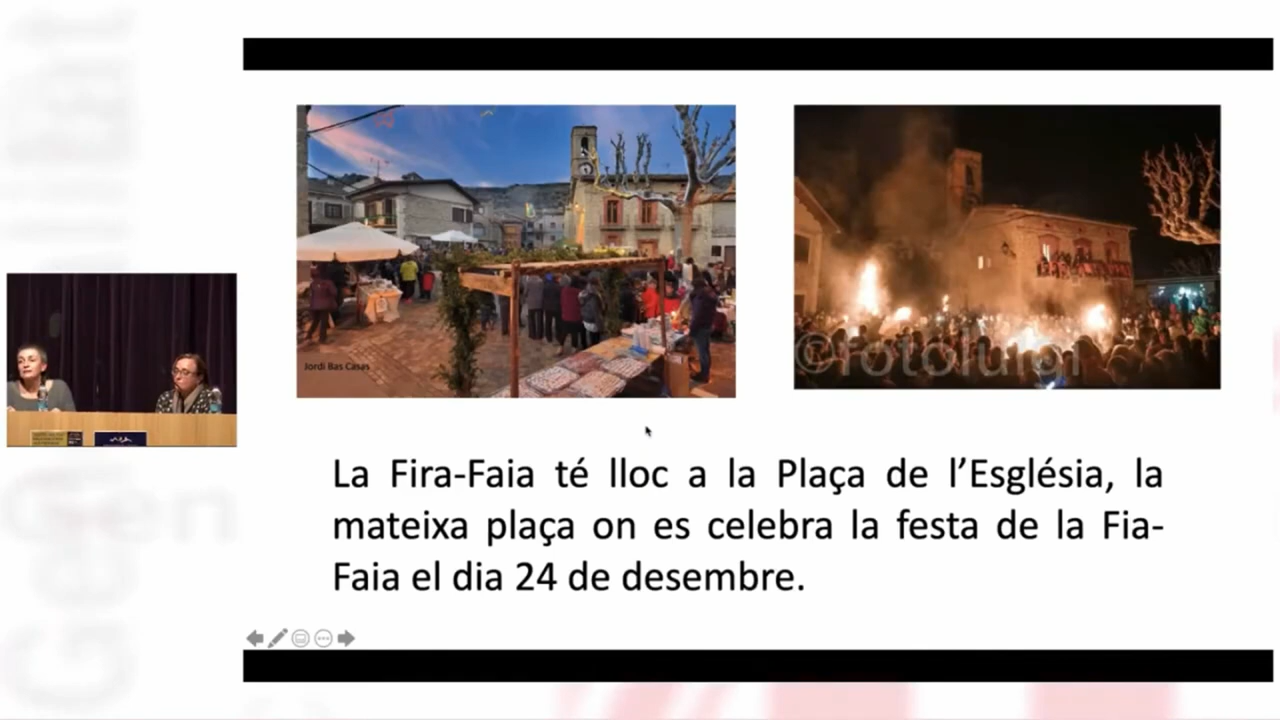 Jordi Bas Casas
©fotoluigi
La Fira-Faia té lloc a la Plaça de l’Església, la
mateixa plaça on es celebra la festa de la Fia-
Faia el dia 24 de desembre.